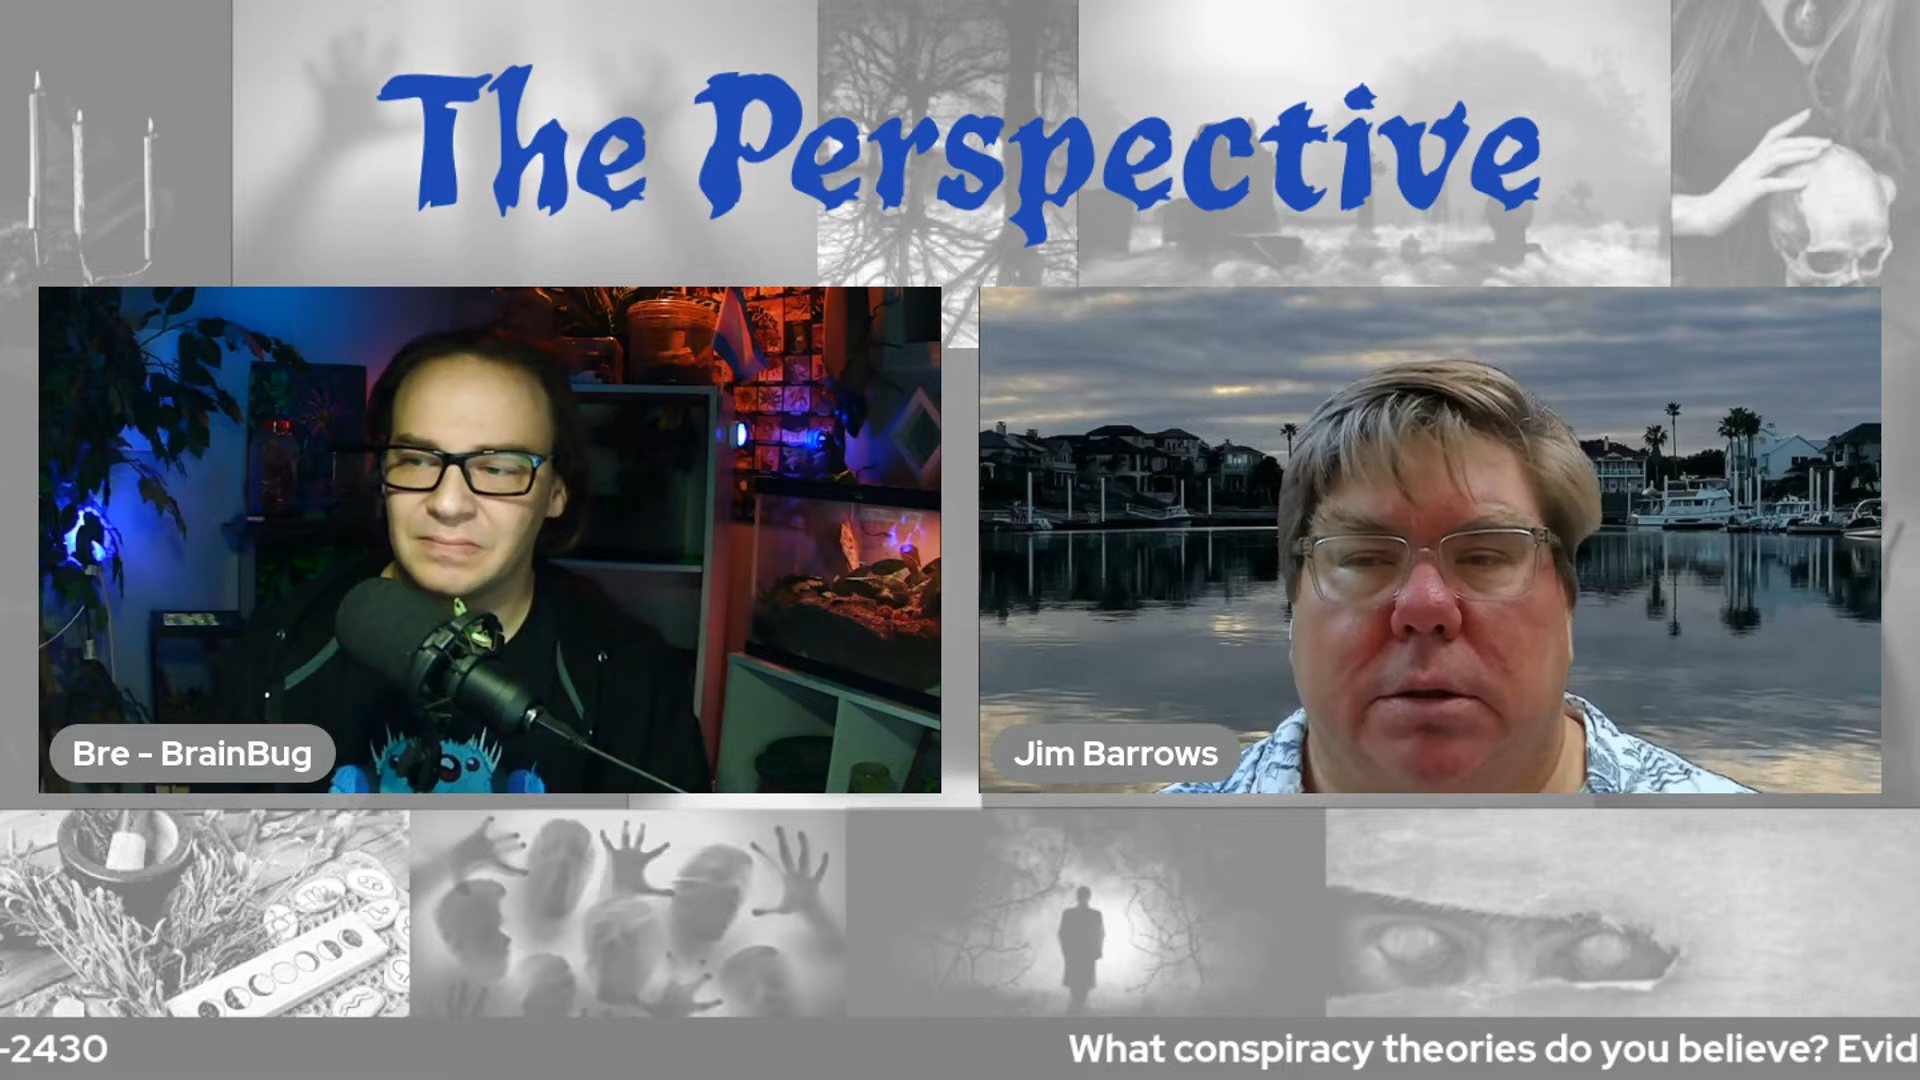 The Perspective
Bre - BrainBug
Jim Barrows
-2430
What conspiracy theories do you believe? Evid